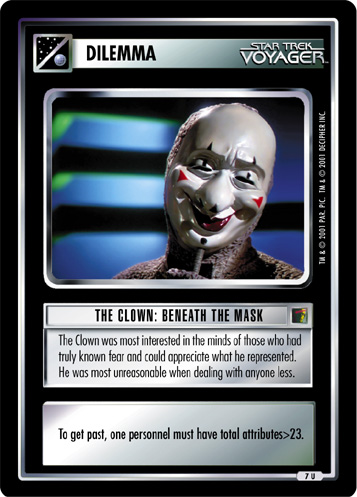 DILEMMA
STAR TREK
VOYAGER™
TM & © 2001 PAR. PIC. TM & © 2001 DECIPHER INC.
THE CLOWN: BENEATH THE MASK
The Clown was most interested in the minds of those who had
truly known fear and could appreciate what he represented.
He was most unreasonable when dealing with anyone less.
To get past, one personnel must have total attributes>23.
7 U